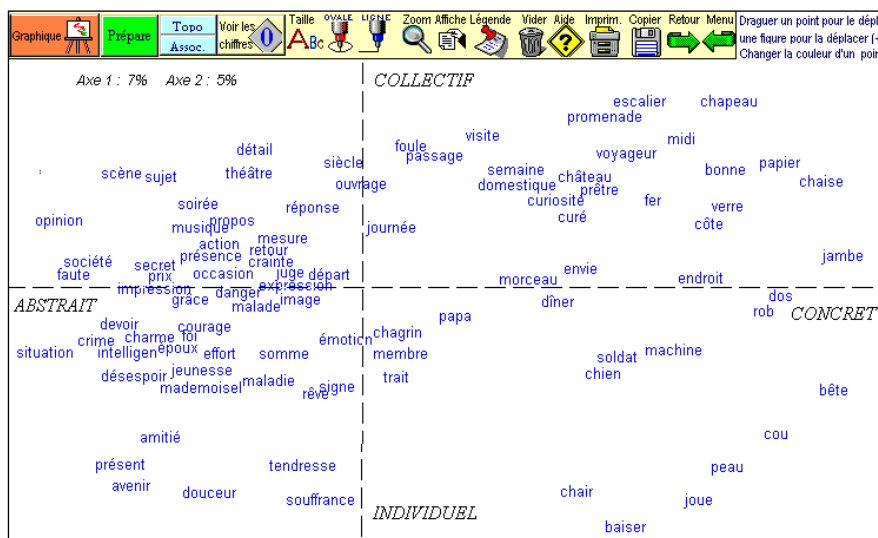 Graphique
Prépare
Topo
Assoc.
Voir les
chiffres
0
Taille
ABc
OVALE
LIGNE
Zoom
Affiche
Légende
Vider
Aide
?
Imprim.
Copier
Retour
Menu
Draguer un point pour le dépl
une figure pour la déplacer (+
Changer la couleur d'un poin
Axe 1 : 7% Axe 2 : 5%
COLLECTIF
escalier chapeau
promenade
visite midi
foule
détail siècle passage voyageur
scène sujet théâtre semaine château bonne papier
ouvrage domestique prêtre chaise
soirée réponse curiosité fer verre
opinion propos curé
musique journée côte
action mesure
présence retour
société secret crainte jambe
faute prix occasion juge départ envie
morceau endroit
impression danger expression
grâce image dos
malade dîner
ABSTRAIT rob CONCRET
papa
devoir courage
crime charme foi émotion chagrin
situation intelligen époux effort somme membre soldat machine
désespoir jeunesse trait chien
mademoisel maladie
rêve signe bête
amitié cou
présent tendresse peau
avenir douceur chair
souffrance joue
INDIVIDUEL
baiser